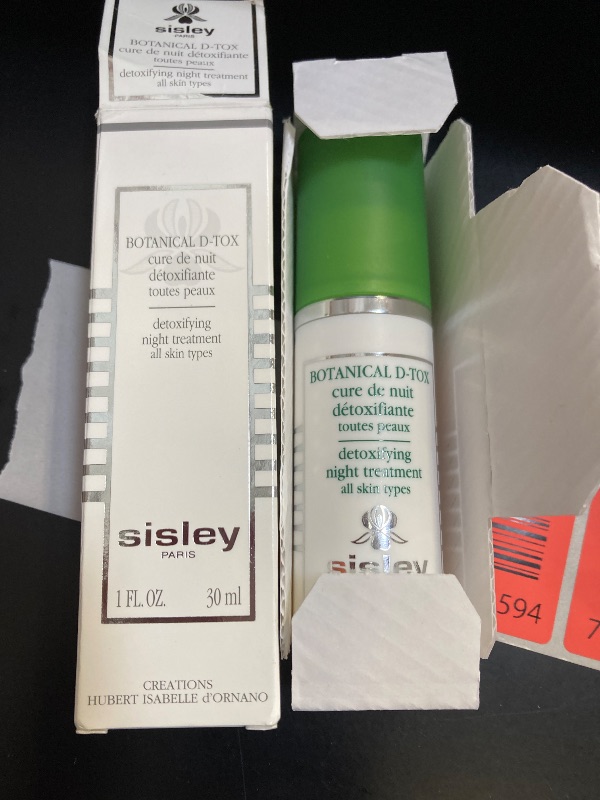 sisley
PARIS
BOTANICAL D-TOX
cure de nuit détoxifiante
toutes peaux
detoxifying night treatment
all skin types
BOTANICAL D-TOX
cure de nuit
détoxifiante
toutes peaux
detoxifying
night treatment
all skin types
sisley
PARIS
1 FL. OZ. 30 ml
CREATIONS
HUBERT ISABELLE d'ORNANO
BOTANICAL D-TOX
cure de nuit
détoxifiante
toutes peaux
detoxifying
night treatment
all skin types
sisley
594
7